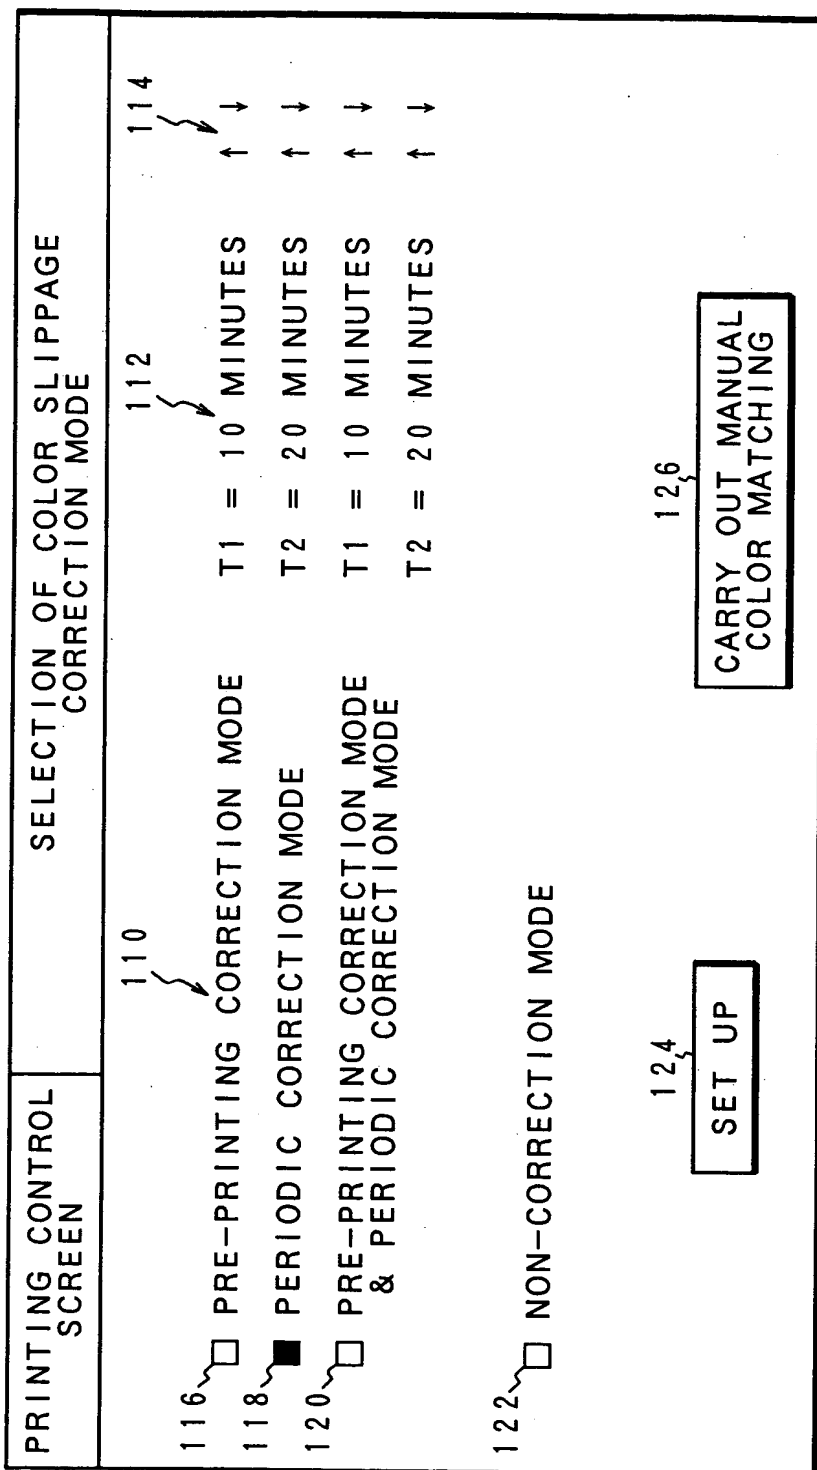 PRINTING CONTROL
SCREEN
SELECTION OF COLOR SLIPPAGE
CORRECTION MODE
110
112
114
116
PRE-PRINTING CORRECTION MODE
T1 = 10 MINUTES
↑ ↓
118
PERIODIC CORRECTION MODE
T2 = 20 MINUTES
↑ ↓
120
PRE-PRINTING CORRECTION MODE
& PERIODIC CORRECTION MODE
T1 = 10 MINUTES
↑ ↓
T2 = 20 MINUTES
↑ ↓
122
NON-CORRECTION MODE
124
SET UP
126
CARRY OUT MANUAL
COLOR MATCHING